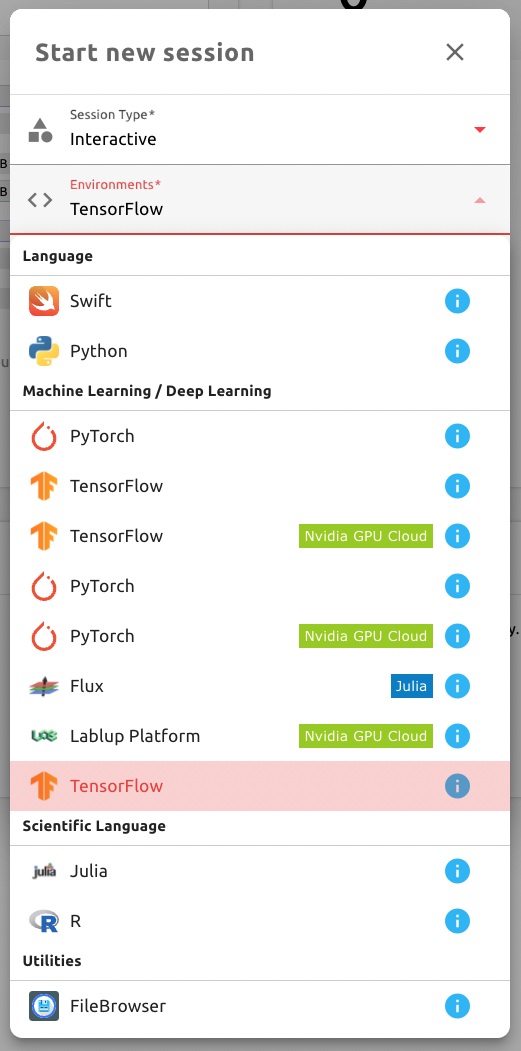 Start new session
Session Type*
Interactive
Environments*
TensorFlow
Language
Swift
Python
Machine Learning / Deep Learning
PyTorch
TensorFlow
TensorFlow Nvidia GPU Cloud
PyTorch
PyTorch Nvidia GPU Cloud
Flux Julia
Lablup Platform Nvidia GPU Cloud
TensorFlow
Scientific Language
julia Julia
R R
Utilities
FileBrowser